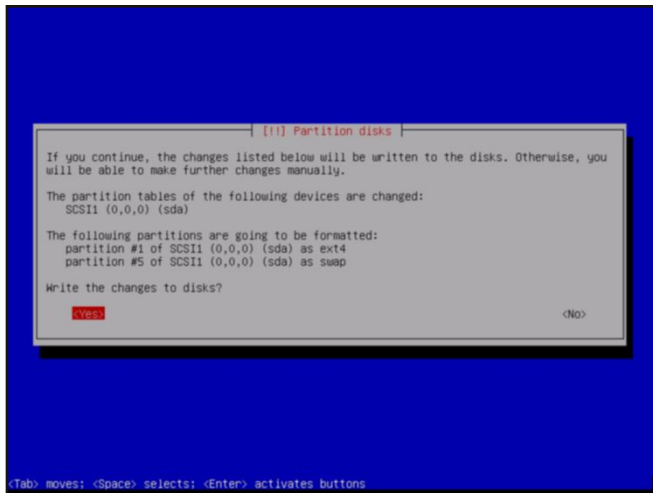 [!!] Partition disks
If you continue, the changes listed below will be written to the disks. Otherwise, you
will be able to make further changes manually.
The partition tables of the following devices are changed:
SCSI1 (0,0,0) (sda)
The following partitions are going to be formatted:
partition #1 of SCSI1 (0,0,0) (sda) as ext4
partition #5 of SCSI1 (0,0,0) (sda) as swap
Write the changes to disks?
<Yes> <No>
<Tab> moves; <Space> selects; <Enter> activates buttons